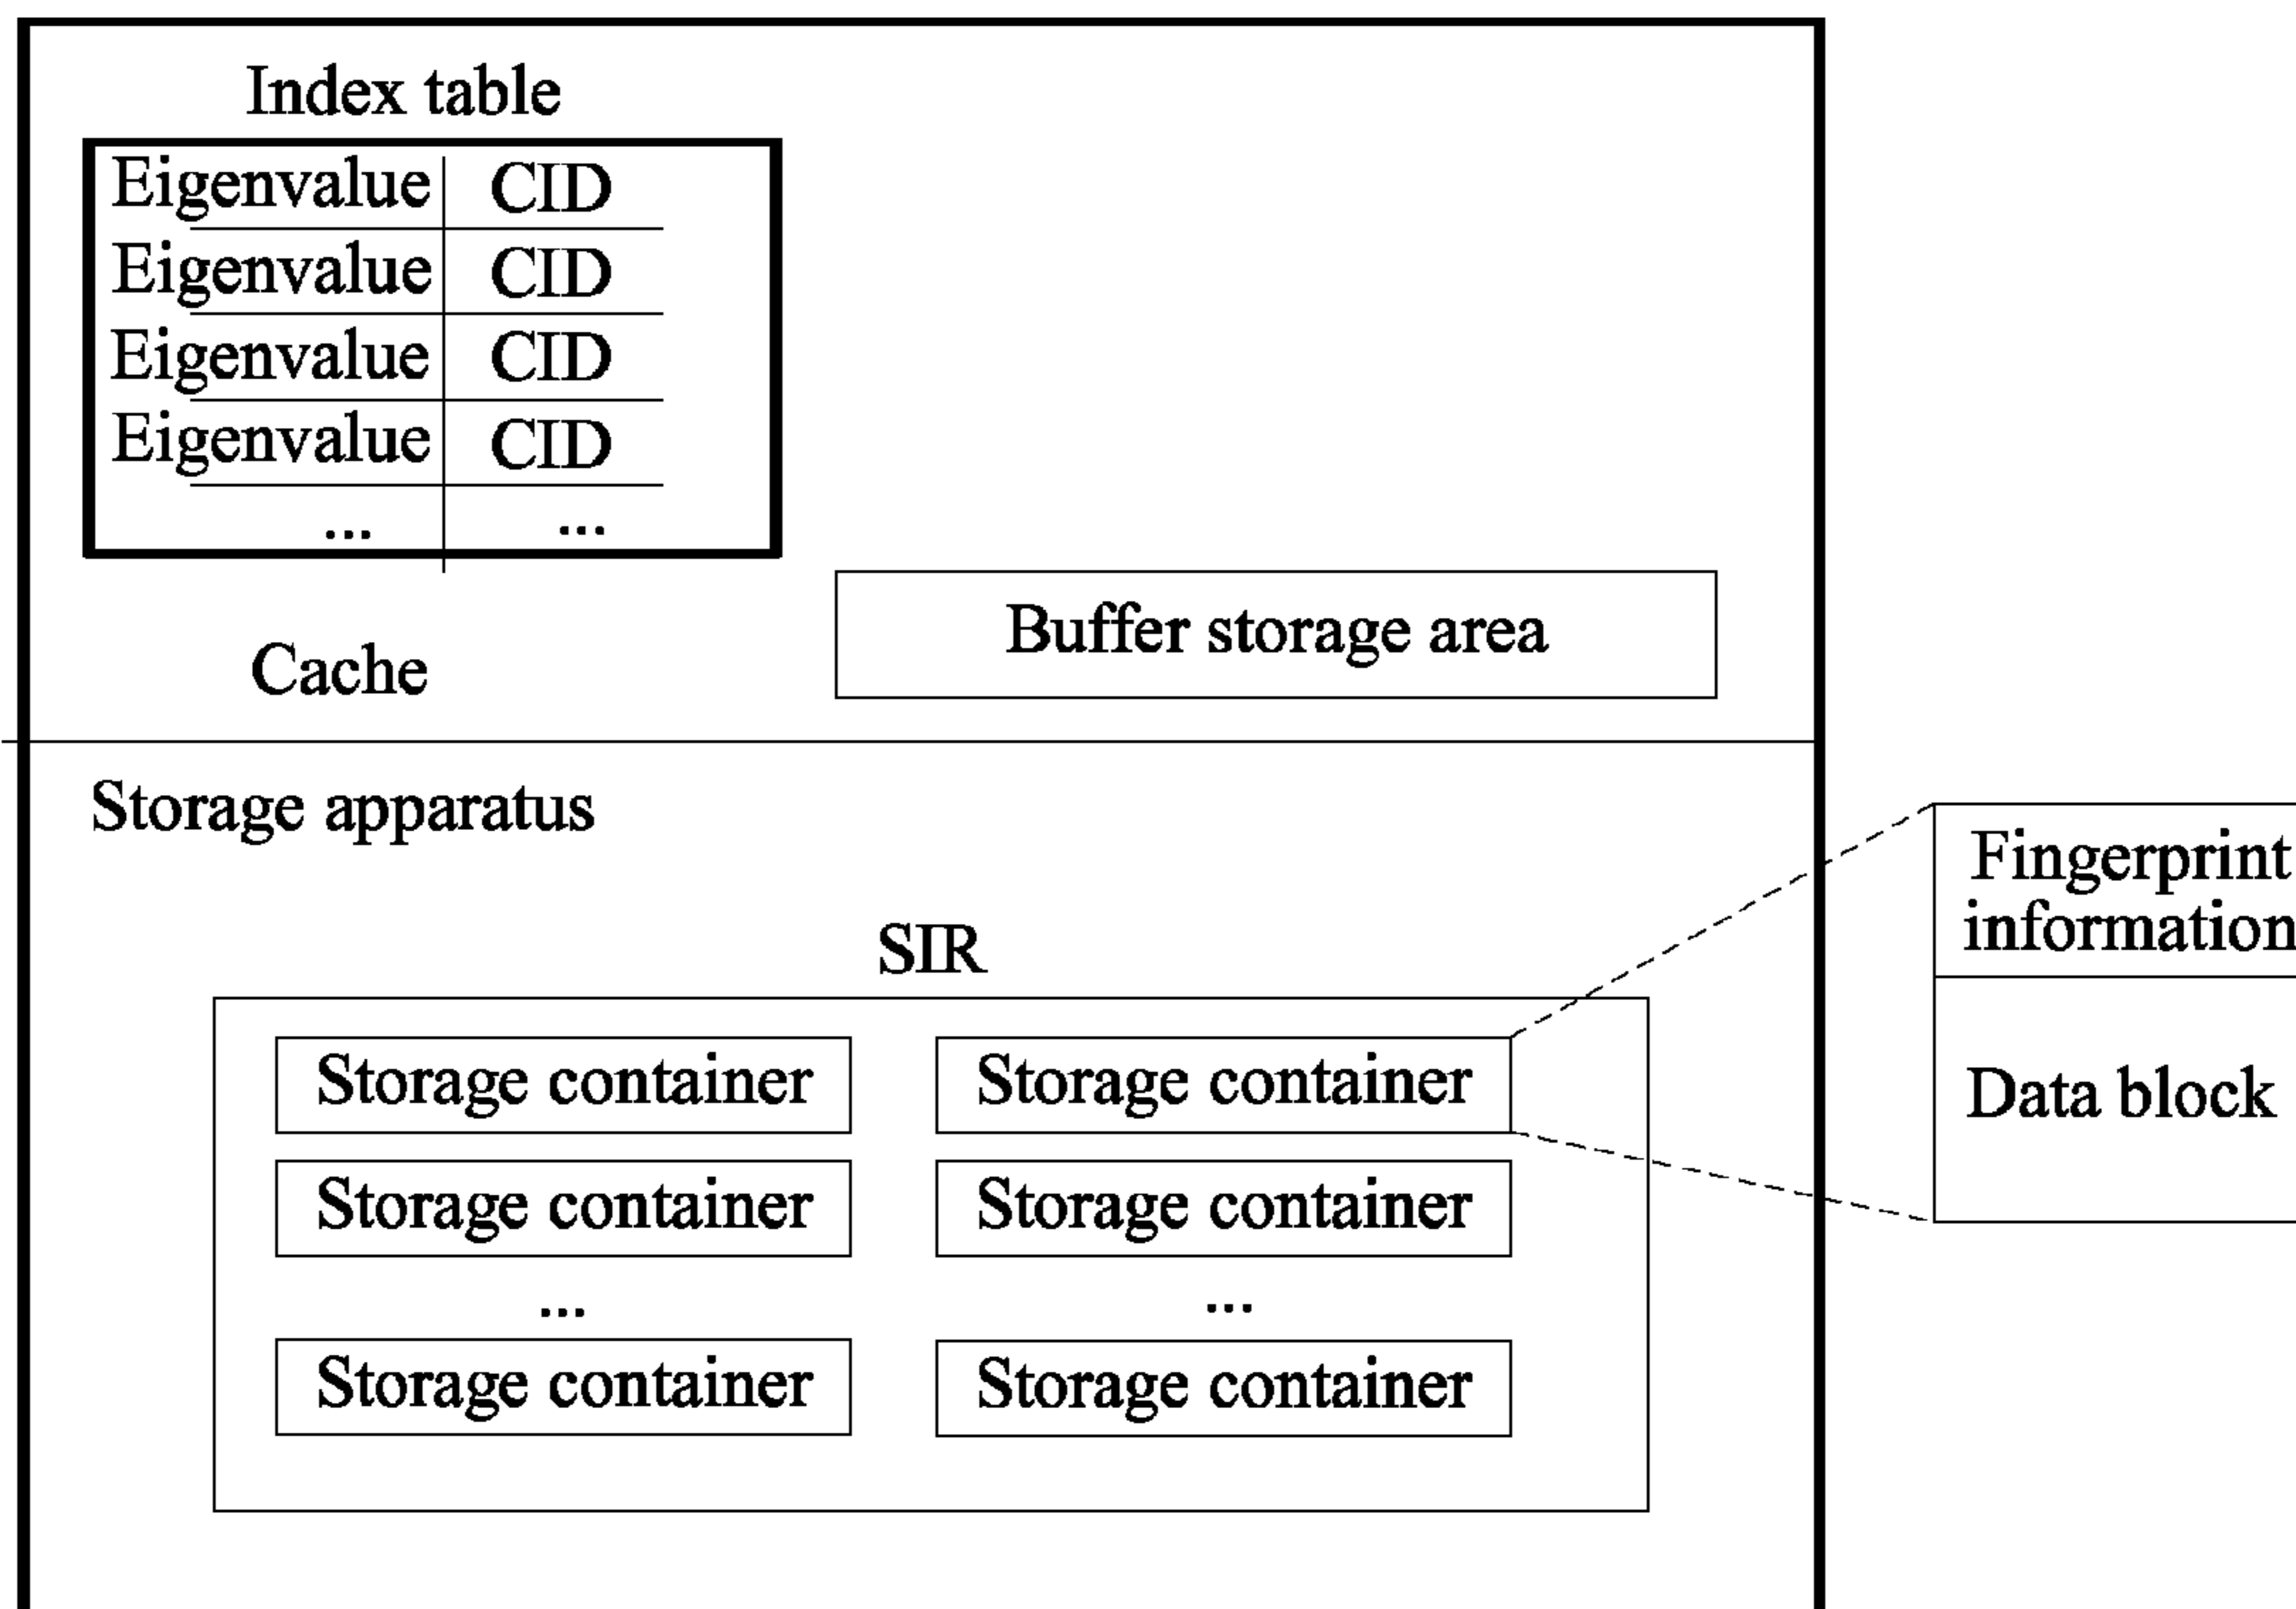 Index table
Eigenvalue CID
Eigenvalue CID
Eigenvalue CID
Eigenvalue CID
... ...
Buffer storage area
Cache
Storage apparatus
Fingerprint
information
SIR
Storage container Storage container
Data block
Storage container Storage container
... ...
Storage container Storage container